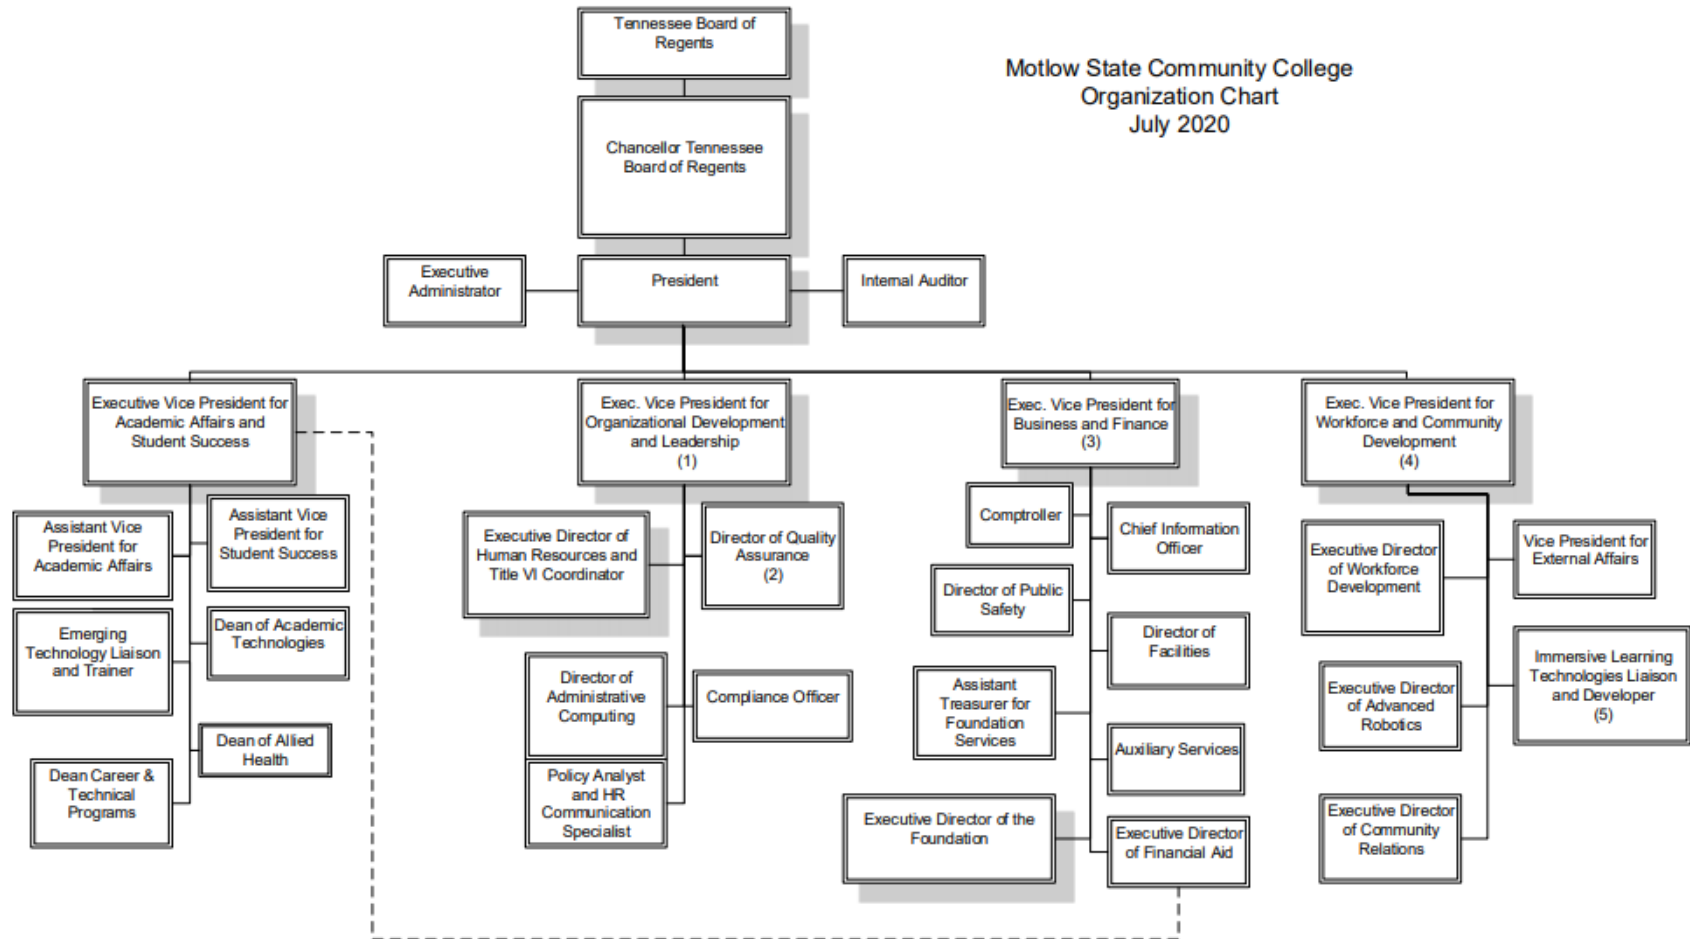 Tennessee Board of
Regents
Motlow State Community College
Organization Chart
July 2020
Chancellor Tennessee
Board of Regents
Executive
Administrator
President
Internal Auditor
Executive Vice President for
Academic Affairs and
Student Success
Exec. Vice President for
Organizational Development
and Leadership
(1)
Exec. Vice President for
Business and Finance
(3)
Exec. Vice President for
Workforce and Community
Development
(4)
Assistant Vice
President for
Academic Affairs
Assistant Vice
President for
Student Success
Emerging
Technology Liaison
and Trainer
Dean of Academic
Technologies
Dean of Allied
Health
Dean Career &
Technical
Programs
Executive Director of
Human Resources and
Title VI Coordinator
Director of Quality
Assurance
(2)
Director of
Administrative
Computing
Compliance Officer
Policy Analyst
and HR
Communication
Specialist
Comptroller
Chief Information
Officer
Director of Public
Safety
Director of
Facilities
Assistant
Treasurer for
Foundation
Services
Auxiliary Services
Executive Director of the
Foundation
Executive Director
of Financial Aid
Executive Director
of Workforce
Development
Vice President for
External Affairs
Executive Director
of Advanced
Robotics
Immersive Learning
Technologies Liaison
and Developer
(5)
Executive Director
of Community
Relations